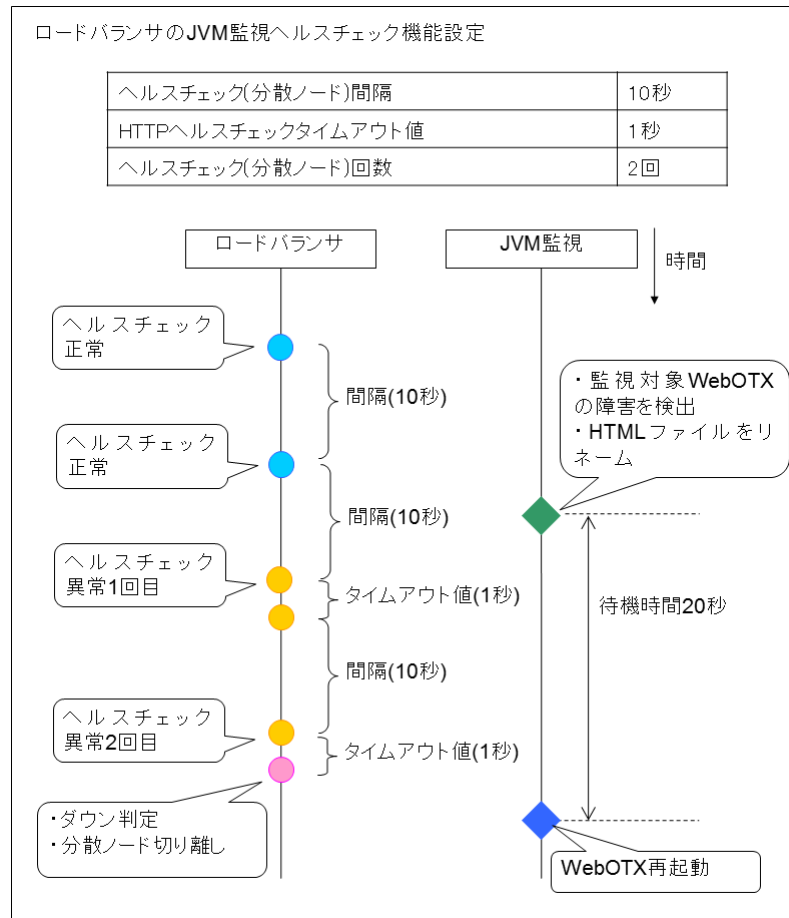 ロードバランサのJVM監視ヘルスチェック機能設定
ヘルスチェック(分散ノード)間隔 10秒
HTTPヘルスチェックタイムアウト値 1秒
ヘルスチェック(分散ノード)回数 2回
ロードバランサ
JVM監視
時間
ヘルスチェック
正常
間隔(10秒)
・監視対象WebOTX
の障害を検出
・HTMLファイルをリ
ネーム
ヘルスチェック
正常
間隔(10秒)
ヘルスチェック
異常1回目
タイムアウト値(1秒)
待機時間20秒
間隔(10秒)
ヘルスチェック
異常2回目
タイムアウト値(1秒)
・ダウン判定
・分散ノード切り離し
WebOTX再起動